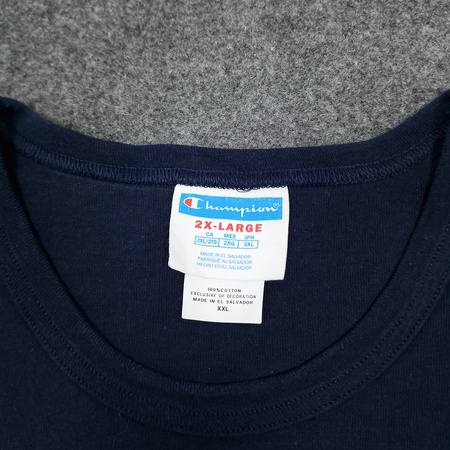 Champion
2X-LARGE
CA MEX JPN
2XL/2TG 2XG 3XL
MADE IN EL SALVADOR
FABRIQUÉ AU SALVADOR
HECHO EN EL SALVADOR
100% COTTON
EXCLUSIVE OF DECORATION
MADE IN EL SALVADOR
XXL